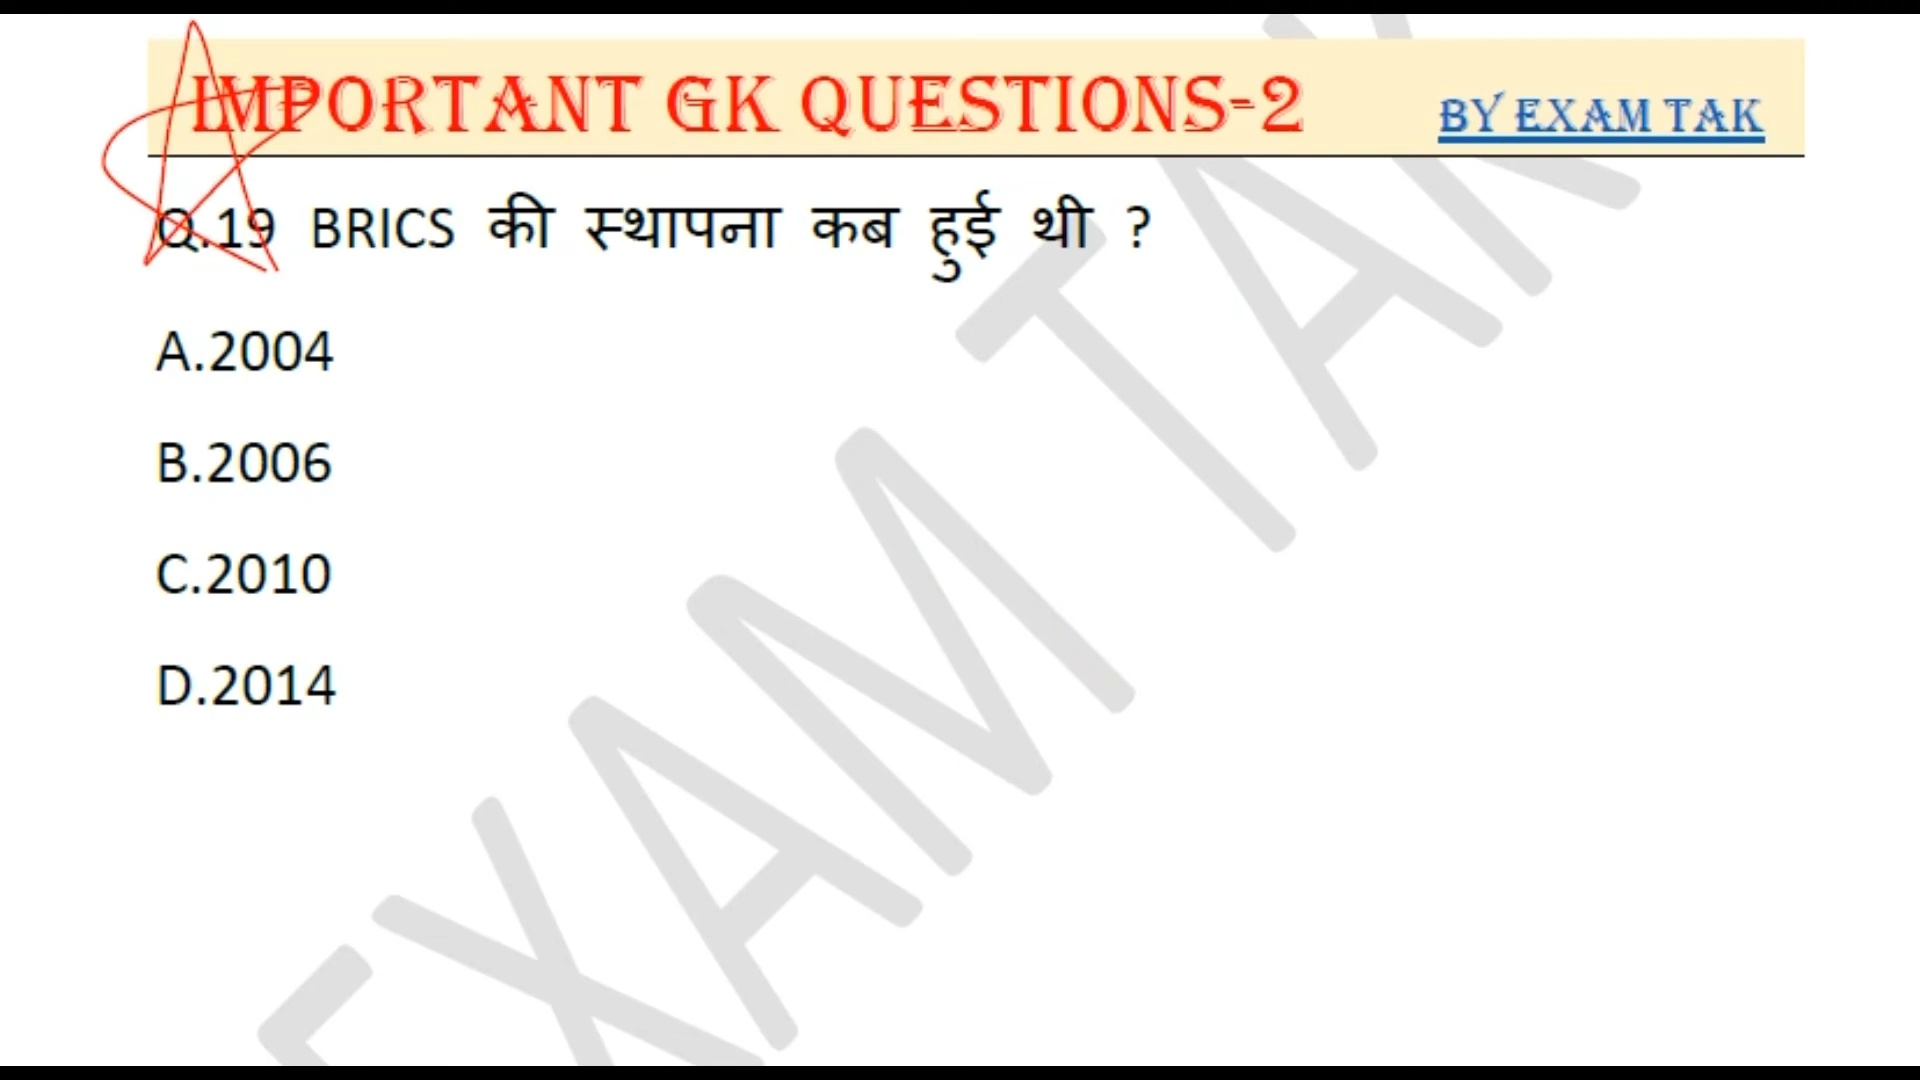 IMPORTANT GK QUESTIONS-2 BY EXAM TAK
Q.19 BRICS की स्थापना कब हुई थी ?
A.2004
B.2006
C.2010
D.2014
EXAM TAK